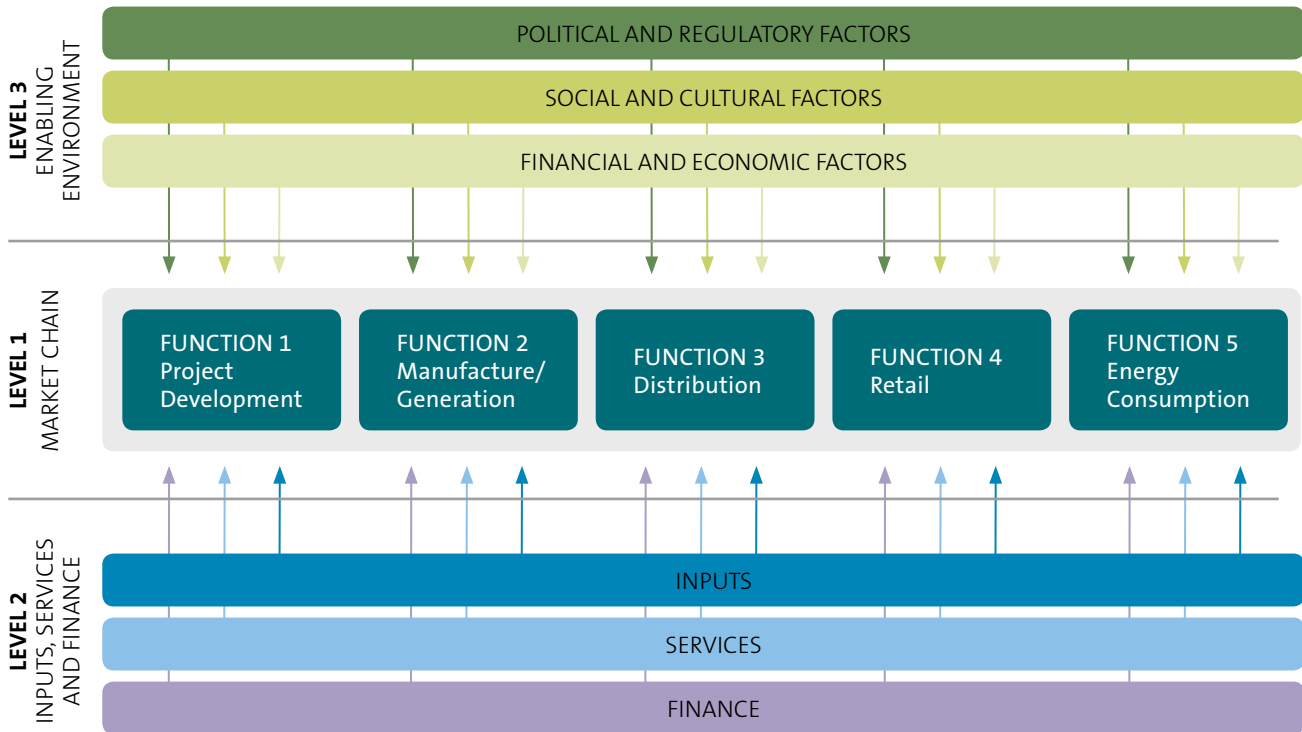 LEVEL 3
ENABLING
ENVIRONMENT
POLITICAL AND REGULATORY FACTORS
SOCIAL AND CULTURAL FACTORS
FINANCIAL AND ECONOMIC FACTORS
LEVEL 1
MARKET CHAIN
FUNCTION 1
Project
Development
FUNCTION 2
Manufacture/
Generation
FUNCTION 3
Distribution
FUNCTION 4
Retail
FUNCTION 5
Energy
Consumption
LEVEL 2
INPUTS, SERVICES
AND FINANCE
INPUTS
SERVICES
FINANCE